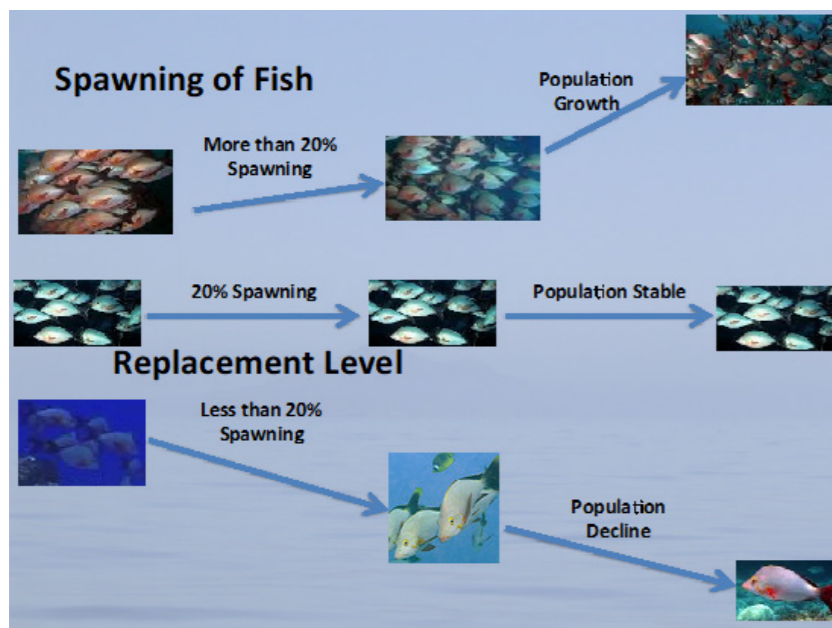 Spawning of Fish
Population
Growth
More than 20%
Spawning
20% Spawning
Population Stable
Replacement Level
Less than 20%
Spawning
Population
Decline